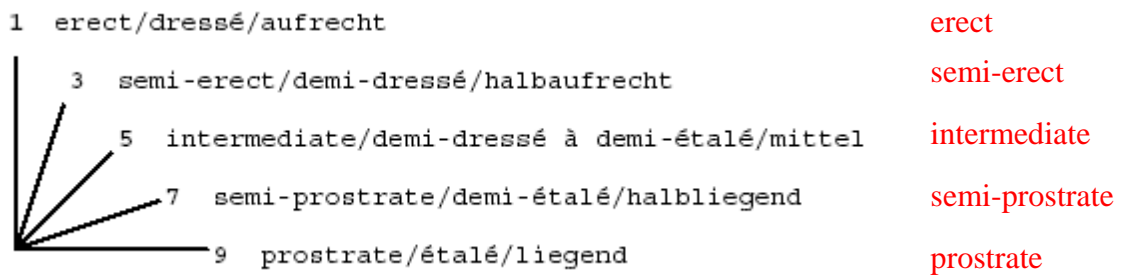 1 erect/dressé/aufrecht erect
3 semi-erect/demi-dressé/halbaufrecht semi-erect
5 intermediate/demi-dressé à demi-étalé/mittel intermediate
7 semi-prostrate/demi-étalé/halbliegend semi-prostrate
9 prostrate/étalé/liegend prostrate